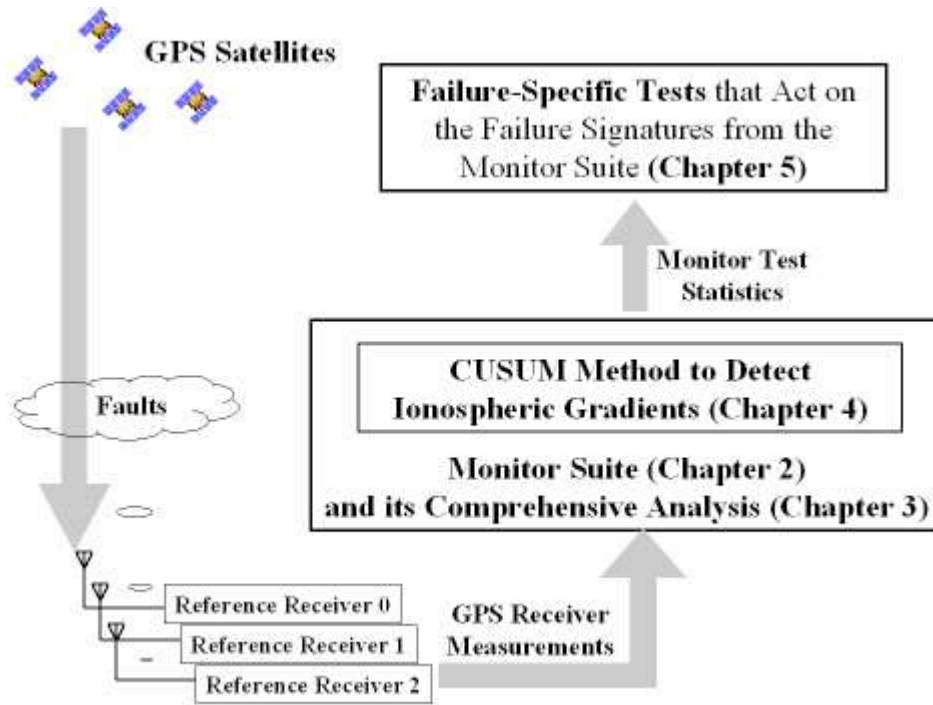 GPS Satellites
Failure-Specific Tests that Act on
the Failure Signatures from the
Monitor Suite (Chapter 5)
Monitor Test
Statistics
CUSUM Method to Detect
Ionospheric Gradients (Chapter 4)
Monitor Suite (Chapter 2)
and its Comprehensive Analysis (Chapter 3)
Faults
Reference Receiver 0
Reference Receiver 1
Reference Receiver 2
GPS Receiver
Measurements